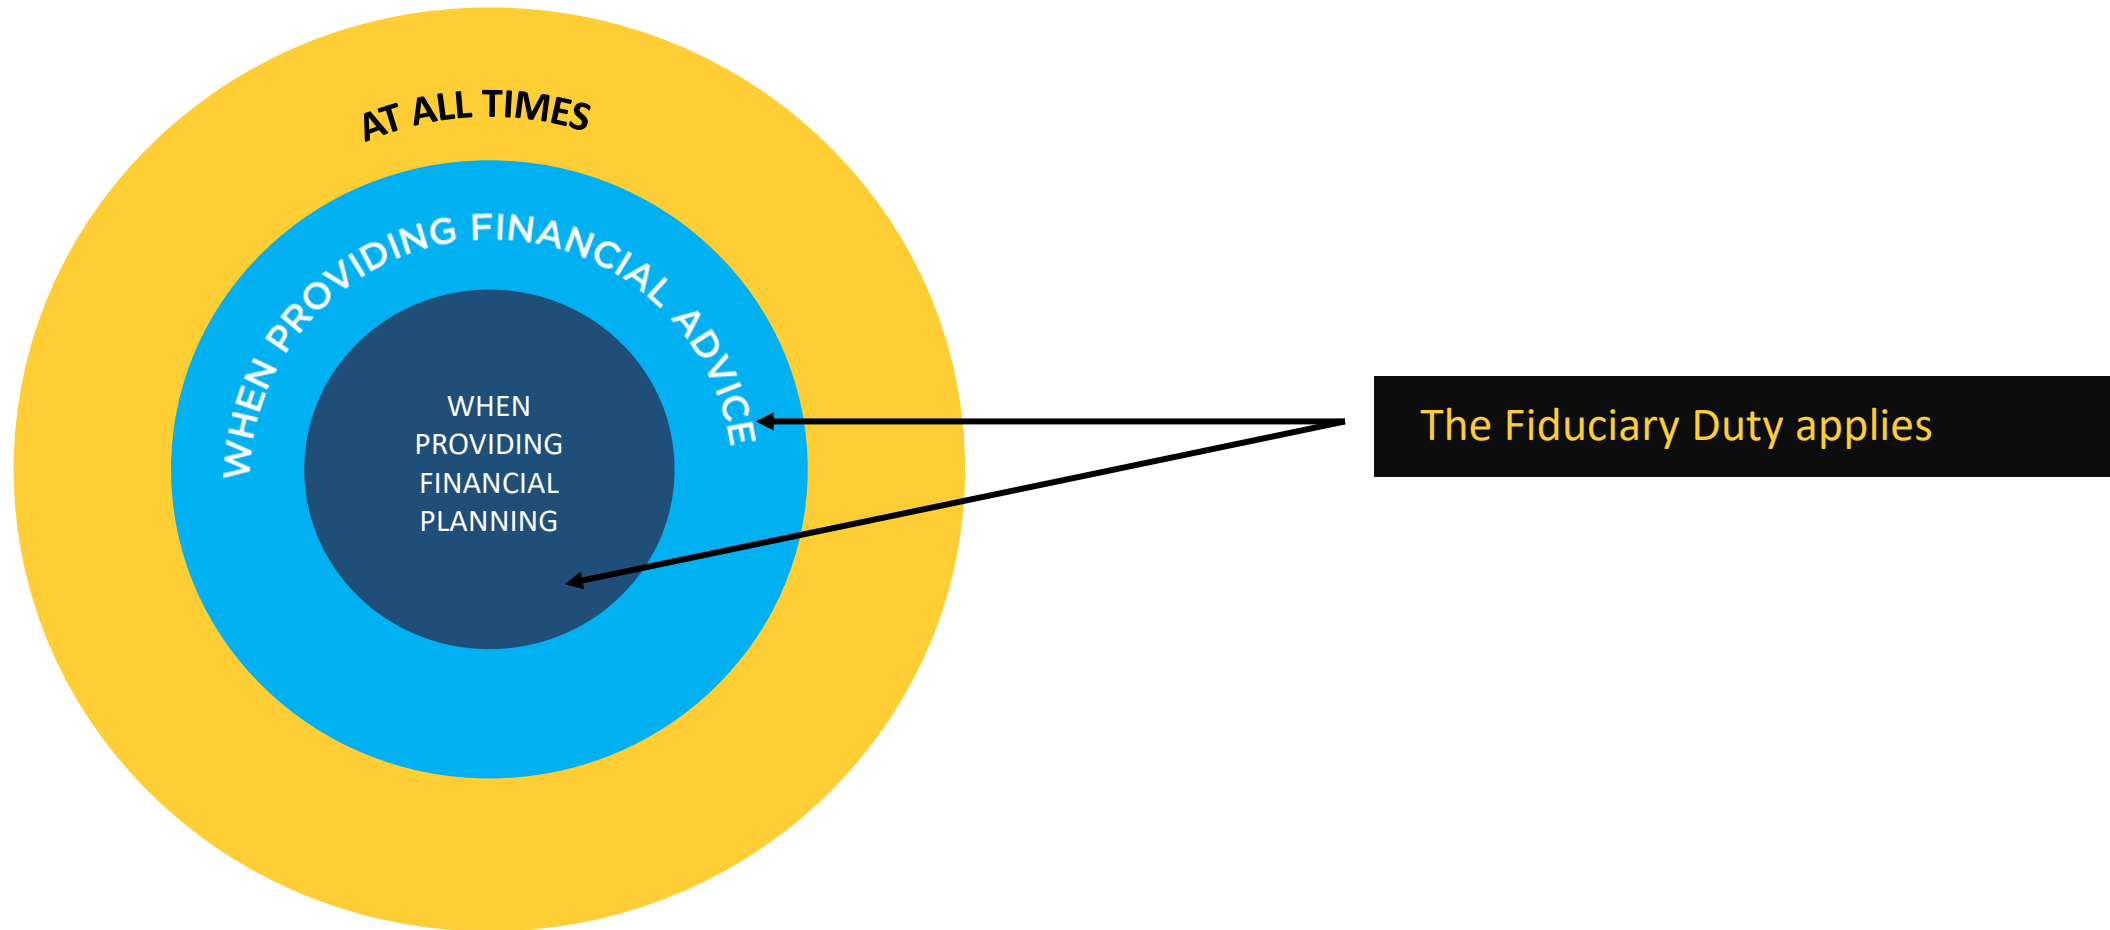 AT ALL TIMES
WHEN PROVIDING FINANCIAL ADVICE
WHEN
PROVIDING
FINANCIAL
PLANNING
The Fiduciary Duty applies